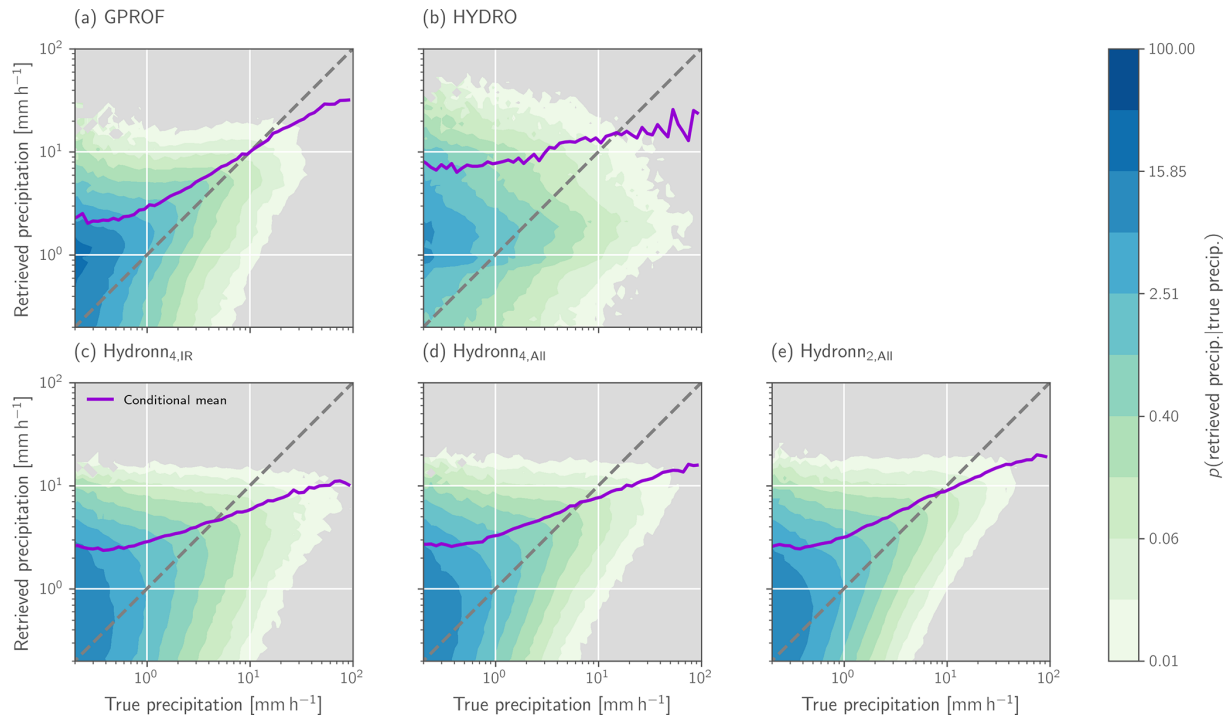 (a) GPROF
(b) HYDRO
10²
10¹
10⁰
Retrieved precipitation [mm h⁻¹]
100.00
15.85
2.51
0.40
0.06
0.01
p(retrieved precip.|true precip.)
(c) Hydronn₄,IR
(d) Hydronn₄,All
(e) Hydronn₂,All
Conditional mean
10²
10¹
10⁰
Retrieved precipitation [mm h⁻¹]
10⁰ 10¹ 10²
10⁰ 10¹ 10²
10⁰ 10¹ 10²
True precipitation [mm h⁻¹]
True precipitation [mm h⁻¹]
True precipitation [mm h⁻¹]